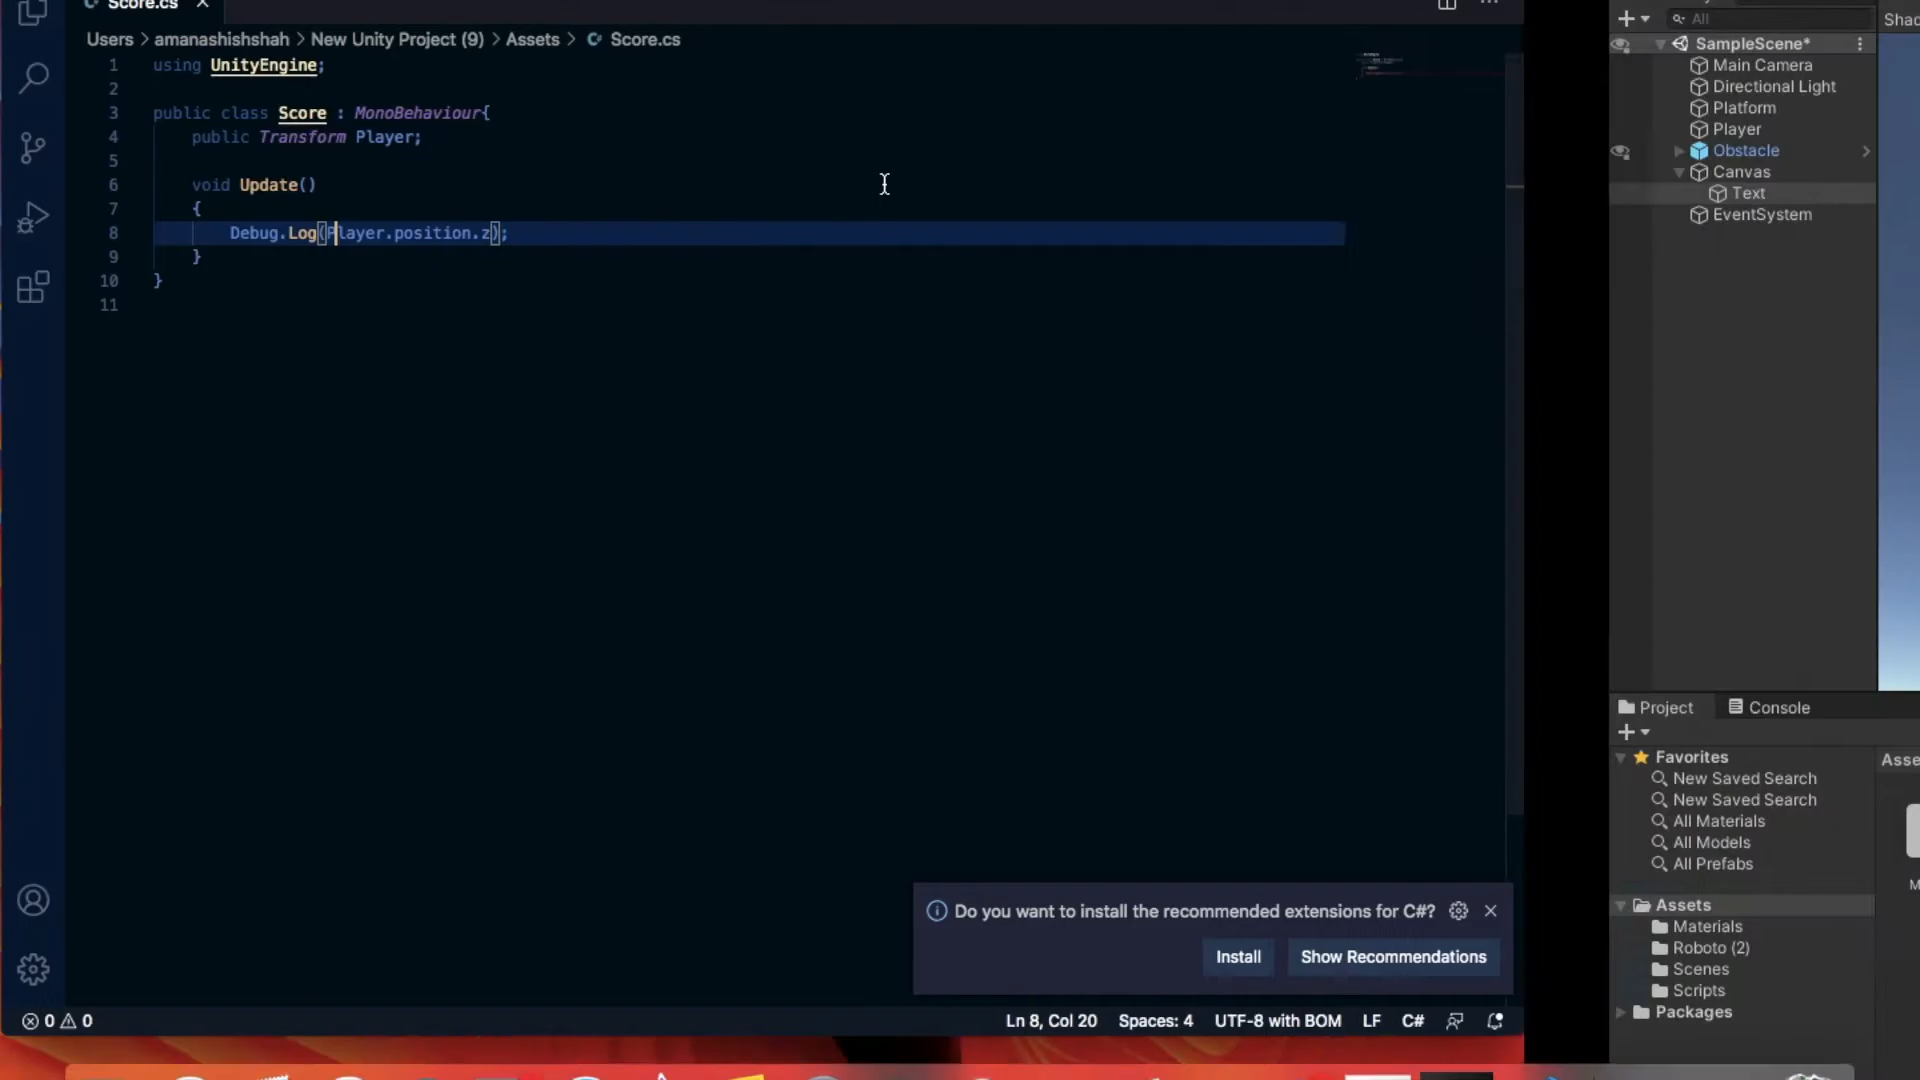 Score.cs
Users > amanashishshah > New Unity Project (9) > Assets > Score.cs
1 using UnityEngine;
2
3 public class Score : MonoBehaviour{
4 public Transform Player;
5
6 void Update()
7 {
8 Debug.Log(Player.position.z);
9 }
10 }
11
Do you want to install the recommended extensions for C#?
Install Show Recommendations
0 0 Ln 8, Col 20 Spaces: 4 UTF-8 with BOM LF C#
All
SampleScene*
Main Camera
Directional Light
Platform
Player
Obstacle
Canvas
Text
EventSystem
Project Console
Favorites
New Saved Search
New Saved Search
All Materials
All Models
All Prefabs
Assets
Materials
Roboto (2)
Scenes
Scripts
Packages